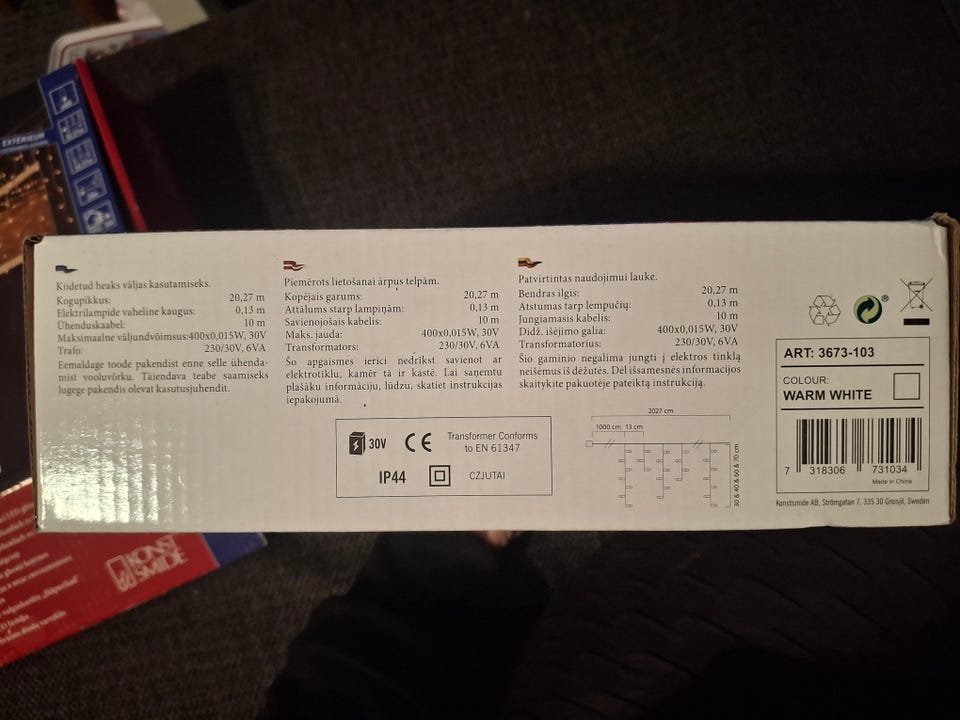 EXTÉRIEUR
Kiidetud heaks väljas kasutamiseks.
Kogupikkus: 20,27 m
Elektrilampide vaheline kaugus: 0,13 m
Ühenduskaabel: 10 m
Maksimaalne väljundvõimsus:400x0,015W, 30V
Trafo: 230/30V, 6VA
Eemaldage toode pakendist enne selle ühenda-
mist vooluvõrku. Täiendava teabe saamiseks
lugege pakendis olevat kasutusjuhendit.
Piemērots lietošanai ārpus telpām.
Kopējais garums: 20,27 m
Attālums starp lampiņām: 0,13 m
Savienojošais kabelis: 10 m
Maks. jauda: 400x0,015W, 30V
Transformators: 230/30V, 6VA
Šo apgaismes ierici nedrīkst savienot ar
elektrotīklu, kamēr tā ir kastē. Lai saņemtu
plašāku informāciju, lūdzu, skatiet instrukcijas
iepakojumā.
Patvirtintas naudojimui lauke.
Bendras ilgis: 20,27 m
Atstumas tarp lempučių: 0,13 m
Jungiamasis kabelis: 10 m
Didž. išėjimo galia: 400x0,015W, 30V
Transformatorius: 230/30V, 6VA
Šio gaminio negalima jungti į elektros tinklą
neišėmus iš dėžutės. Dėl išsamesnės informacijos
skaitykite pakuotėje pateiktą instrukciją.
30V CE Transformer Conforms
to EN 61347
IP44 CZJUTAI
2027 cm
1000 cm 13 cm
30 & 40 & 60 & 70 cm
ART: 3673-103
COLOUR:
WARM WHITE
7 318306 731034
Made in China
Konstsmide AB, Strömgatan 7, 335 30 Gnosjö, Sweden
KONST
SMIDE